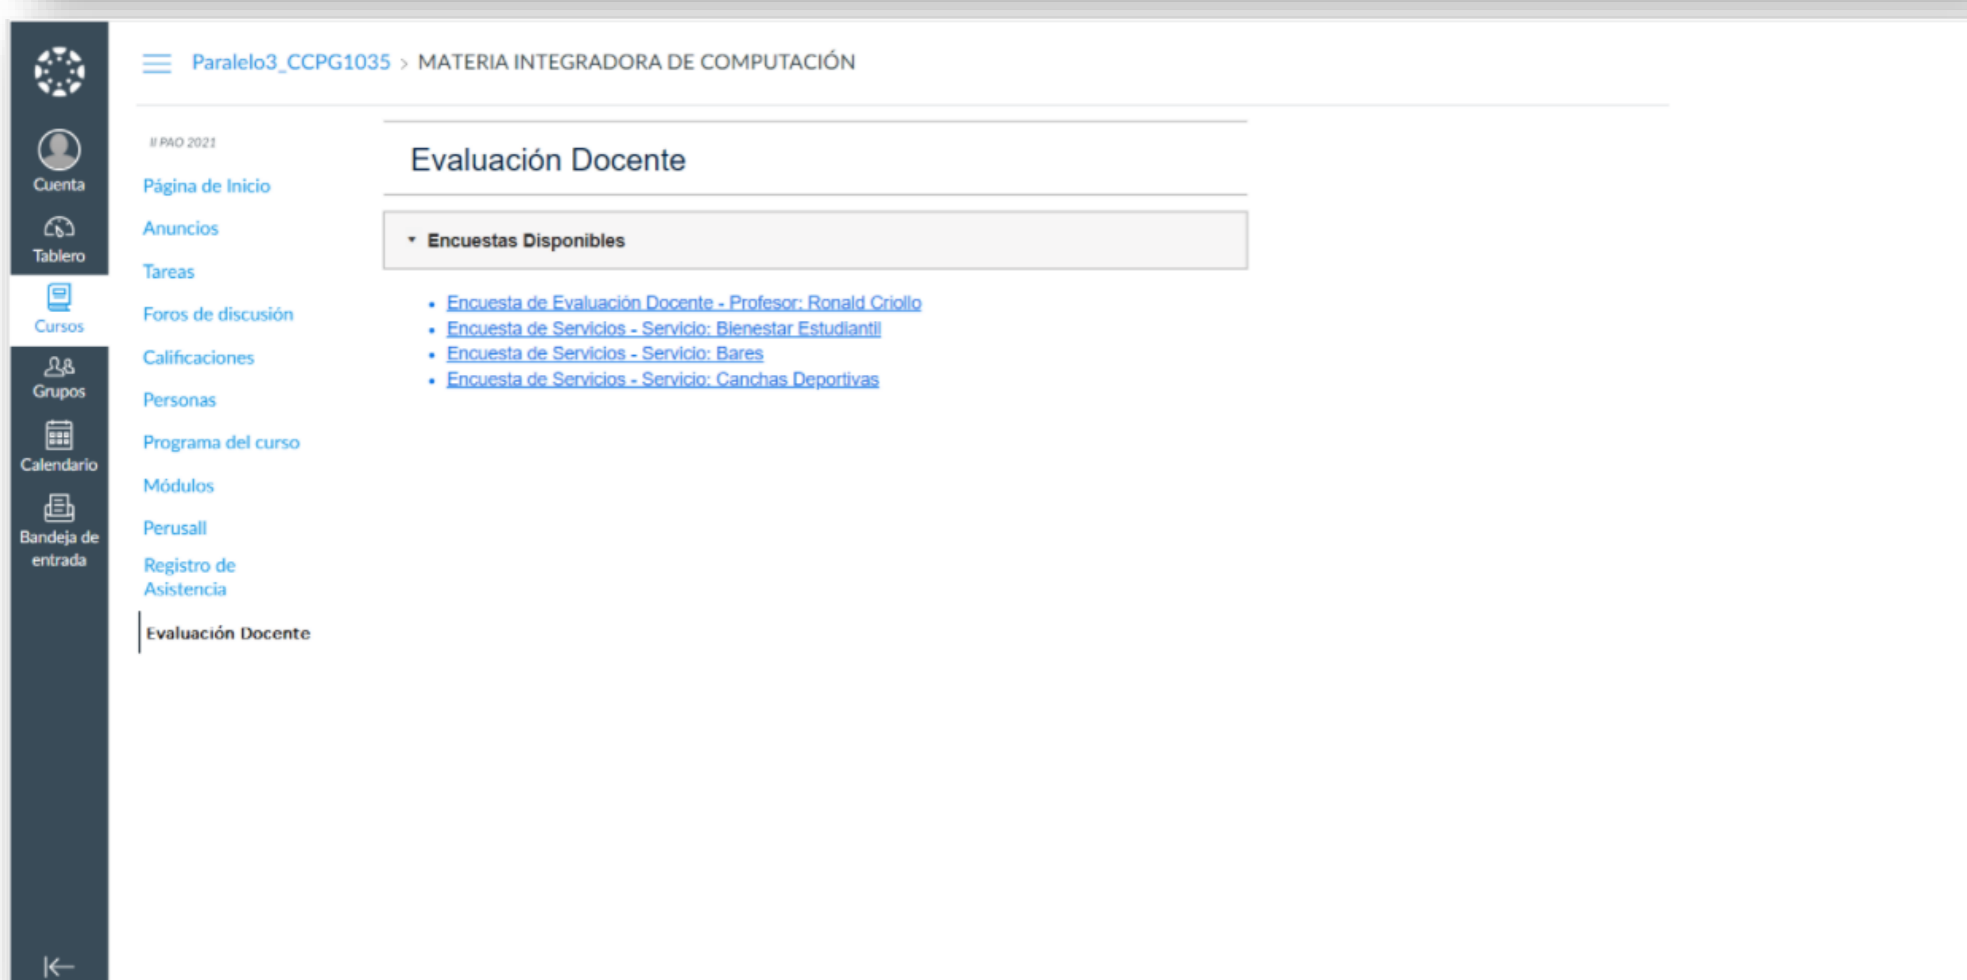 Paralelo3_CCPG1035 > MATERIA INTEGRADORA DE COMPUTACIÓN
Cuenta
Tablero
Cursos
Grupos
Calendario
Bandeja de
entrada
II PAO 2021
Página de Inicio
Anuncios
Tareas
Foros de discusión
Calificaciones
Personas
Programa del curso
Módulos
Perusall
Registro de
Asistencia
Evaluación Docente
Evaluación Docente
Encuestas Disponibles
Encuesta de Evaluación Docente - Profesor: Ronald Criollo
Encuesta de Servicios - Servicio: Bienestar Estudiantil
Encuesta de Servicios - Servicio: Bares
Encuesta de Servicios - Servicio: Canchas Deportivas